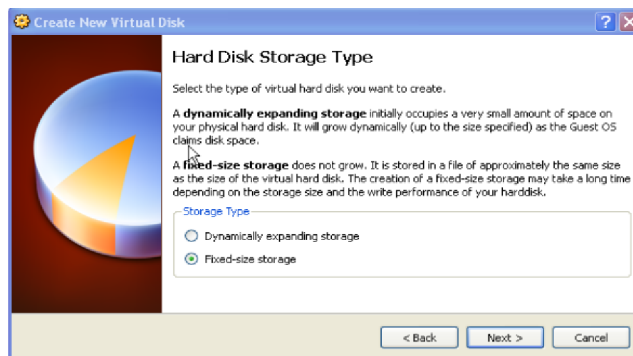 Create New Virtual Disk
Hard Disk Storage Type
Select the type of virtual hard disk you want to create.
A dynamically expanding storage initially occupies a very small amount of space on
your physical hard disk. It will grow dynamically (up to the size specified) as the Guest OS
claims disk space.
A fixed-size storage does not grow. It is stored in a file of approximately the same size
as the size of the virtual hard disk. The creation of a fixed-size storage may take a long time
depending on the storage size and the write performance of your harddisk.
Storage Type
Dynamically expanding storage
Fixed-size storage
< Back Next > Cancel